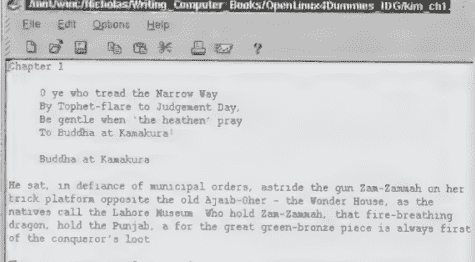 /mnt/winc/Nicholas/Writing_Computer_Books/OpenLinux4Dummies_IDG/kim_ch1
File Edit Options Help
?
Chapter 1
O ye who tread the Narrow Way
By Tophet-flare to Judgement Day,
Be gentle when 'the heathen' pray
To Buddha at Kamakura!
Buddha at Kamakura
He sat, in defiance of municipal orders, astride the gun Zam-Zammah on her
brick platform opposite the old Ajaib-Gher - the Wonder House, as the
natives call the Lahore Museum Who hold Zam-Zammah, that fire-breathing
dragon, hold the Punjab, a for the great green-bronze piece is always first
of the conqueror's loot